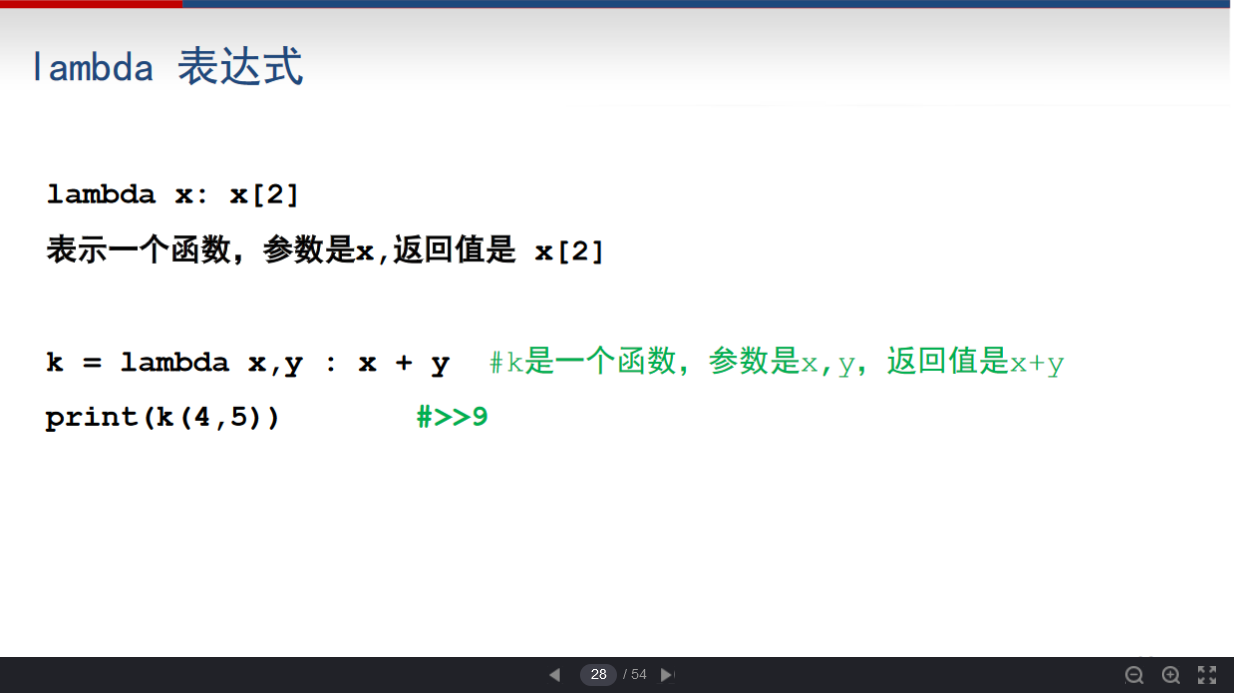 lambda 表达式
lambda x: x[2]
表示一个函数，参数是x,返回值是 x[2]
k = lambda x,y : x + y  #k是一个函数，参数是x,y，返回值是x+y
print(k(4,5))  #>>9
28 / 54